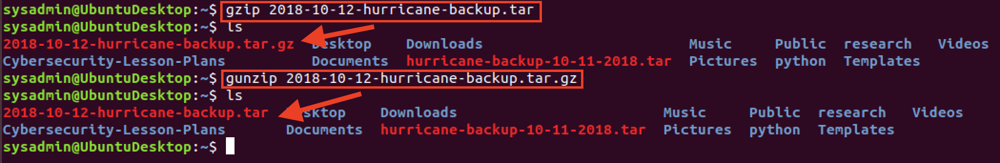 sysadmin@UbuntuDesktop:~$ gzip 2018-10-12-hurricane-backup.tar
sysadmin@UbuntuDesktop:~$ ls
2018-10-12-hurricane-backup.tar.gz Desktop Downloads Music Public research Videos
Cybersecurity-Lesson-Plans Documents hurricane-backup-10-11-2018.tar Pictures python Templates
sysadmin@UbuntuDesktop:~$ gunzip 2018-10-12-hurricane-backup.tar.gz
sysadmin@UbuntuDesktop:~$ ls
2018-10-12-hurricane-backup.tar Desktop Downloads Music Public research Videos
Cybersecurity-Lesson-Plans Documents hurricane-backup-10-11-2018.tar Pictures python Templates
sysadmin@UbuntuDesktop:~$